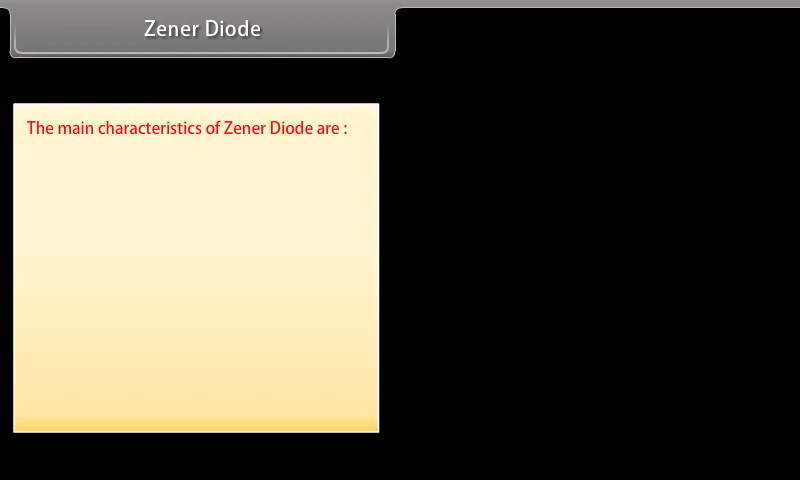 Zener Diode
The main characteristics of Zener Diode are :